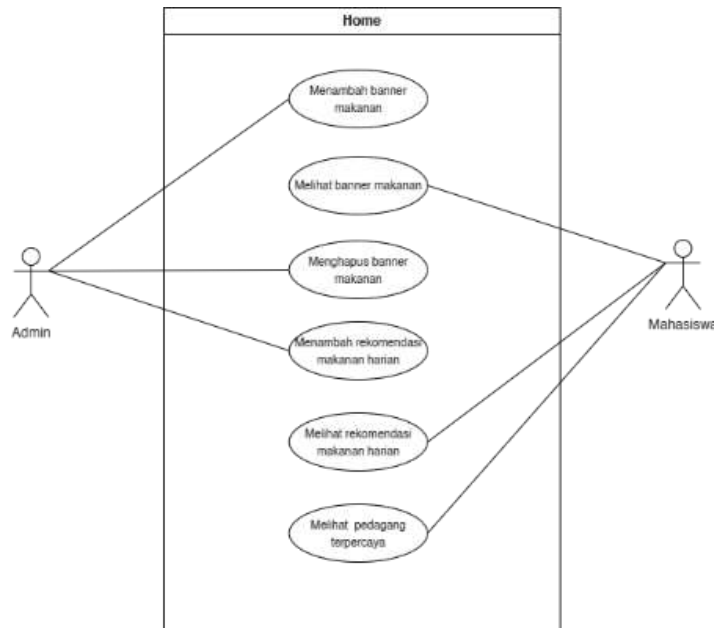 Home
Menambah banner
makanan
Melihat banner makanan
Menghapus banner
makanan
Admin
Mahasiswa
Menambah rekomendasi
makanan harian
Melihat rekomendasi
makanan harian
Melihat pedagang
terpercaya